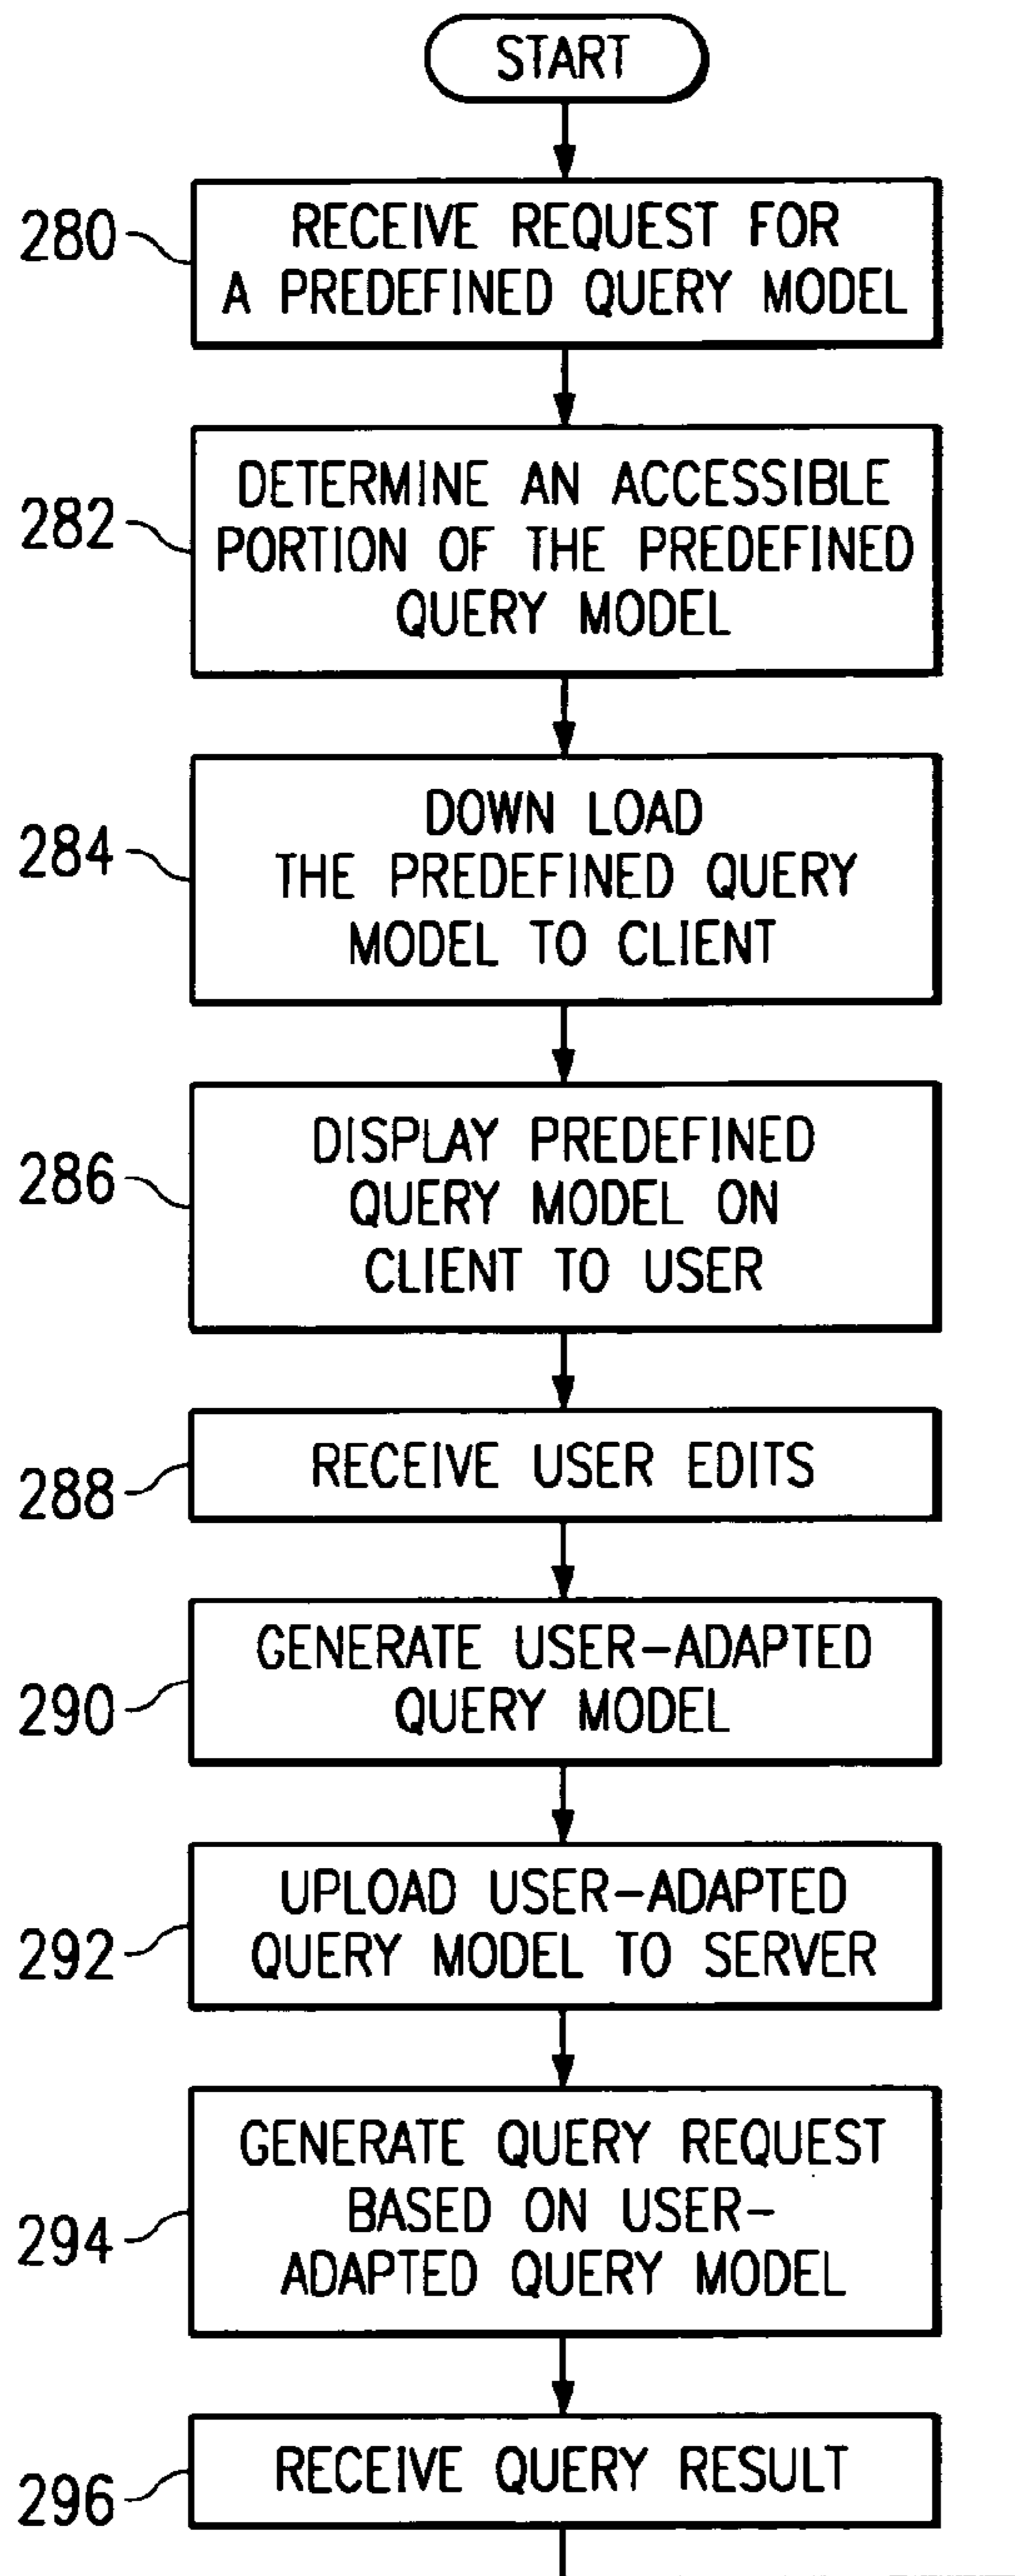 START
280
RECEIVE REQUEST FOR
A PREDEFINED QUERY MODEL
282
DETERMINE AN ACCESSIBLE
PORTION OF THE PREDEFINED
QUERY MODEL
284
DOWN LOAD
THE PREDEFINED QUERY
MODEL TO CLIENT
286
DISPLAY PREDEFINED
QUERY MODEL ON
CLIENT TO USER
288
RECEIVE USER EDITS
290
GENERATE USER-ADAPTED
QUERY MODEL
292
UPLOAD USER-ADAPTED
QUERY MODEL TO SERVER
294
GENERATE QUERY REQUEST
BASED ON USER-
ADAPTED QUERY MODEL
296
RECEIVE QUERY RESULT